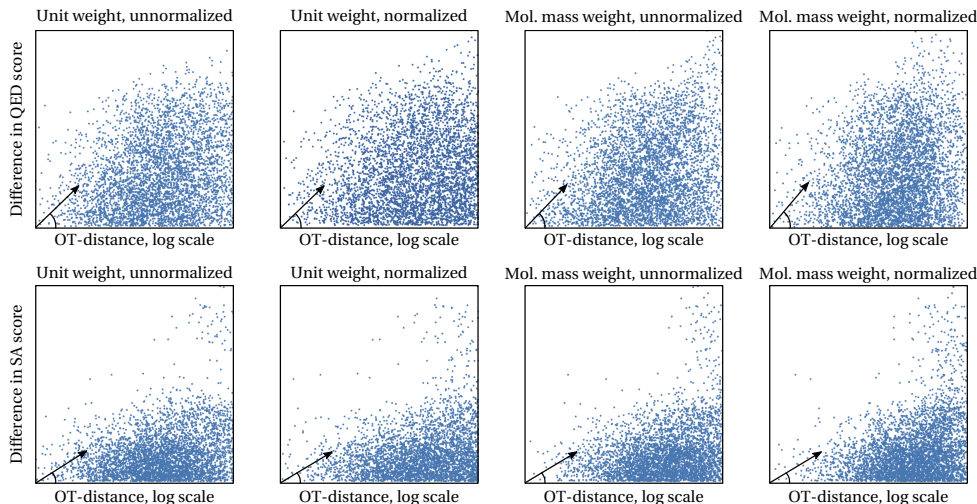 Unit weight, unnormalized
Unit weight, normalized
Mol. mass weight, unnormalized
Mol. mass weight, normalized
Difference in QED score
OT-distance, log scale
OT-distance, log scale
OT-distance, log scale
OT-distance, log scale
Unit weight, unnormalized
Unit weight, normalized
Mol. mass weight, unnormalized
Mol. mass weight, normalized
Difference in SA score
OT-distance, log scale
OT-distance, log scale
OT-distance, log scale
OT-distance, log scale